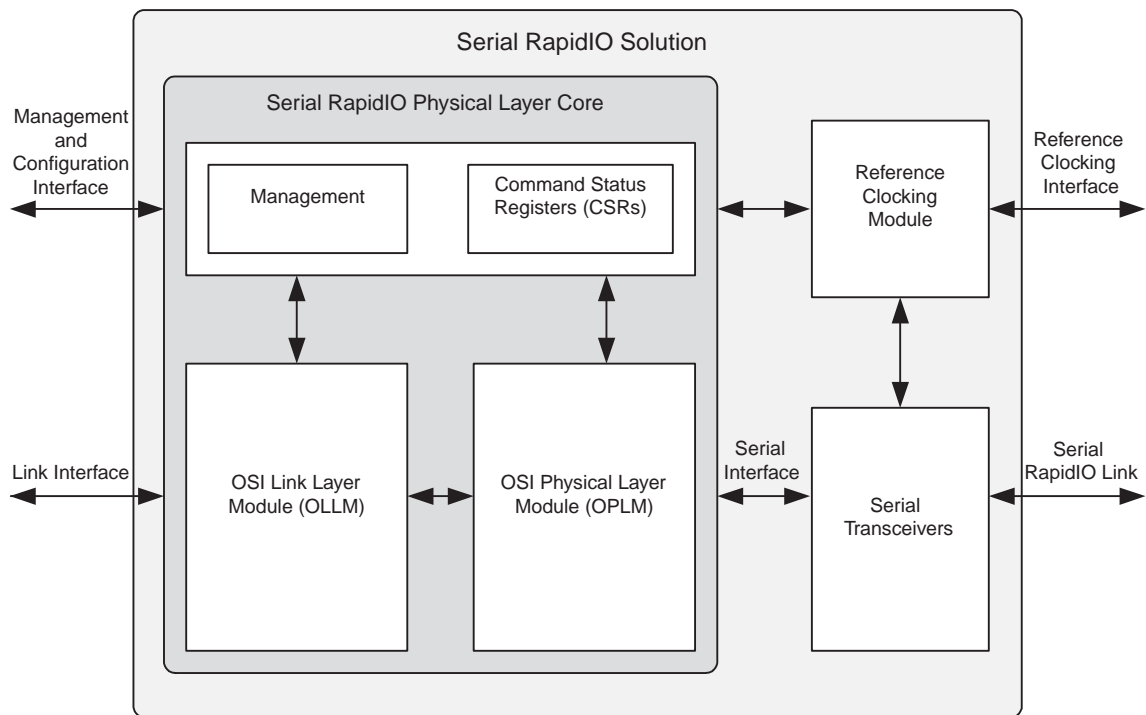 Serial RapidIO Solution
Serial RapidIO Physical Layer Core
Management
and
Configuration
Interface
Management
Command Status
Registers (CSRs)
Reference
Clocking
Module
Reference
Clocking
Interface
Link Interface
OSI Link Layer
Module (OLLM)
OSI Physical Layer
Module (OPLM)
Serial
Interface
Serial
Transceivers
Serial
RapidIO Link